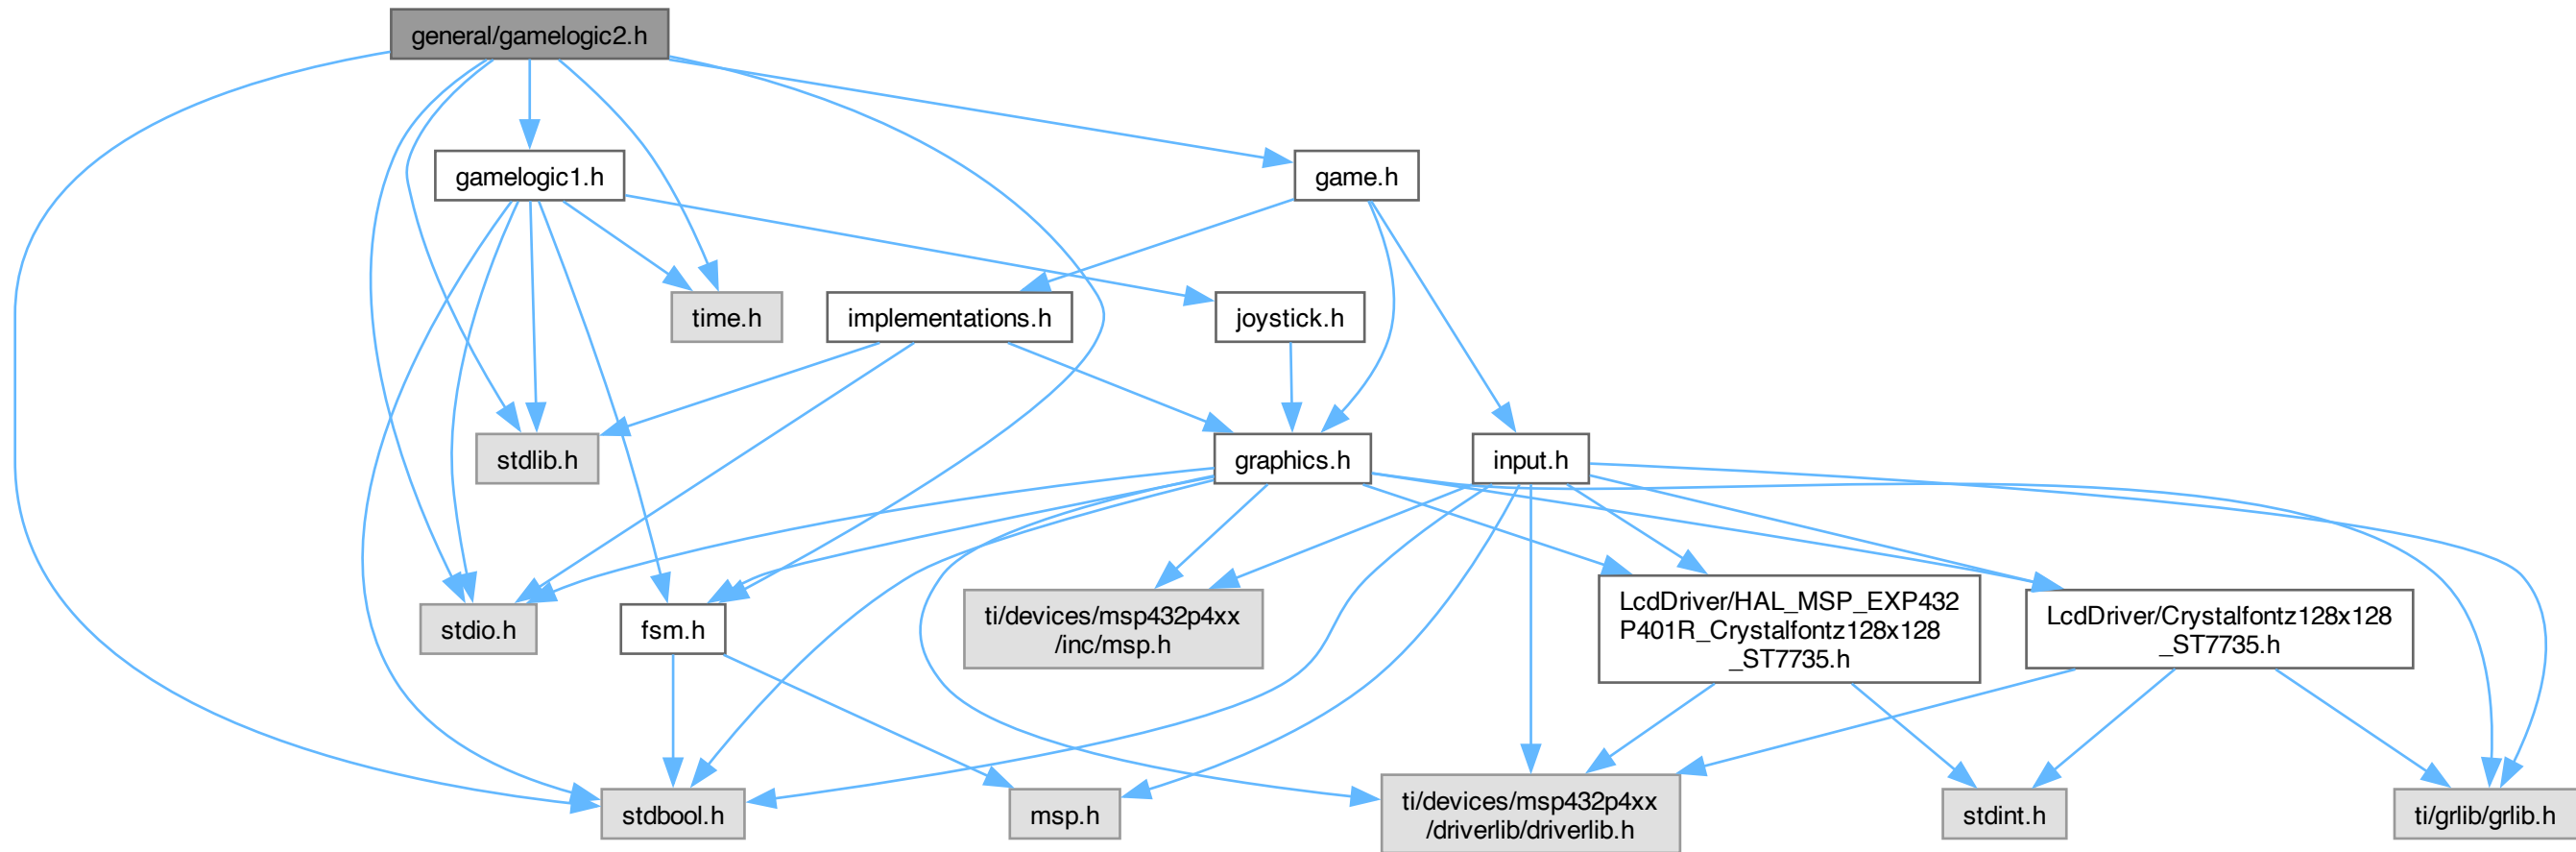 general/gamelogic2.h
gamelogic1.h
game.h
time.h
implementations.h
joystick.h
stdlib.h
graphics.h
input.h
stdio.h
fsm.h
ti/devices/msp432p4xx
/inc/msp.h
LcdDriver/HAL_MSP_EXP432
P401R_Crystalfontz128x128
_ST7735.h
LcdDriver/Crystalfontz128x128
_ST7735.h
stdbool.h
msp.h
ti/devices/msp432p4xx
/driverlib/driverlib.h
stdint.h
ti/grlib/grlib.h